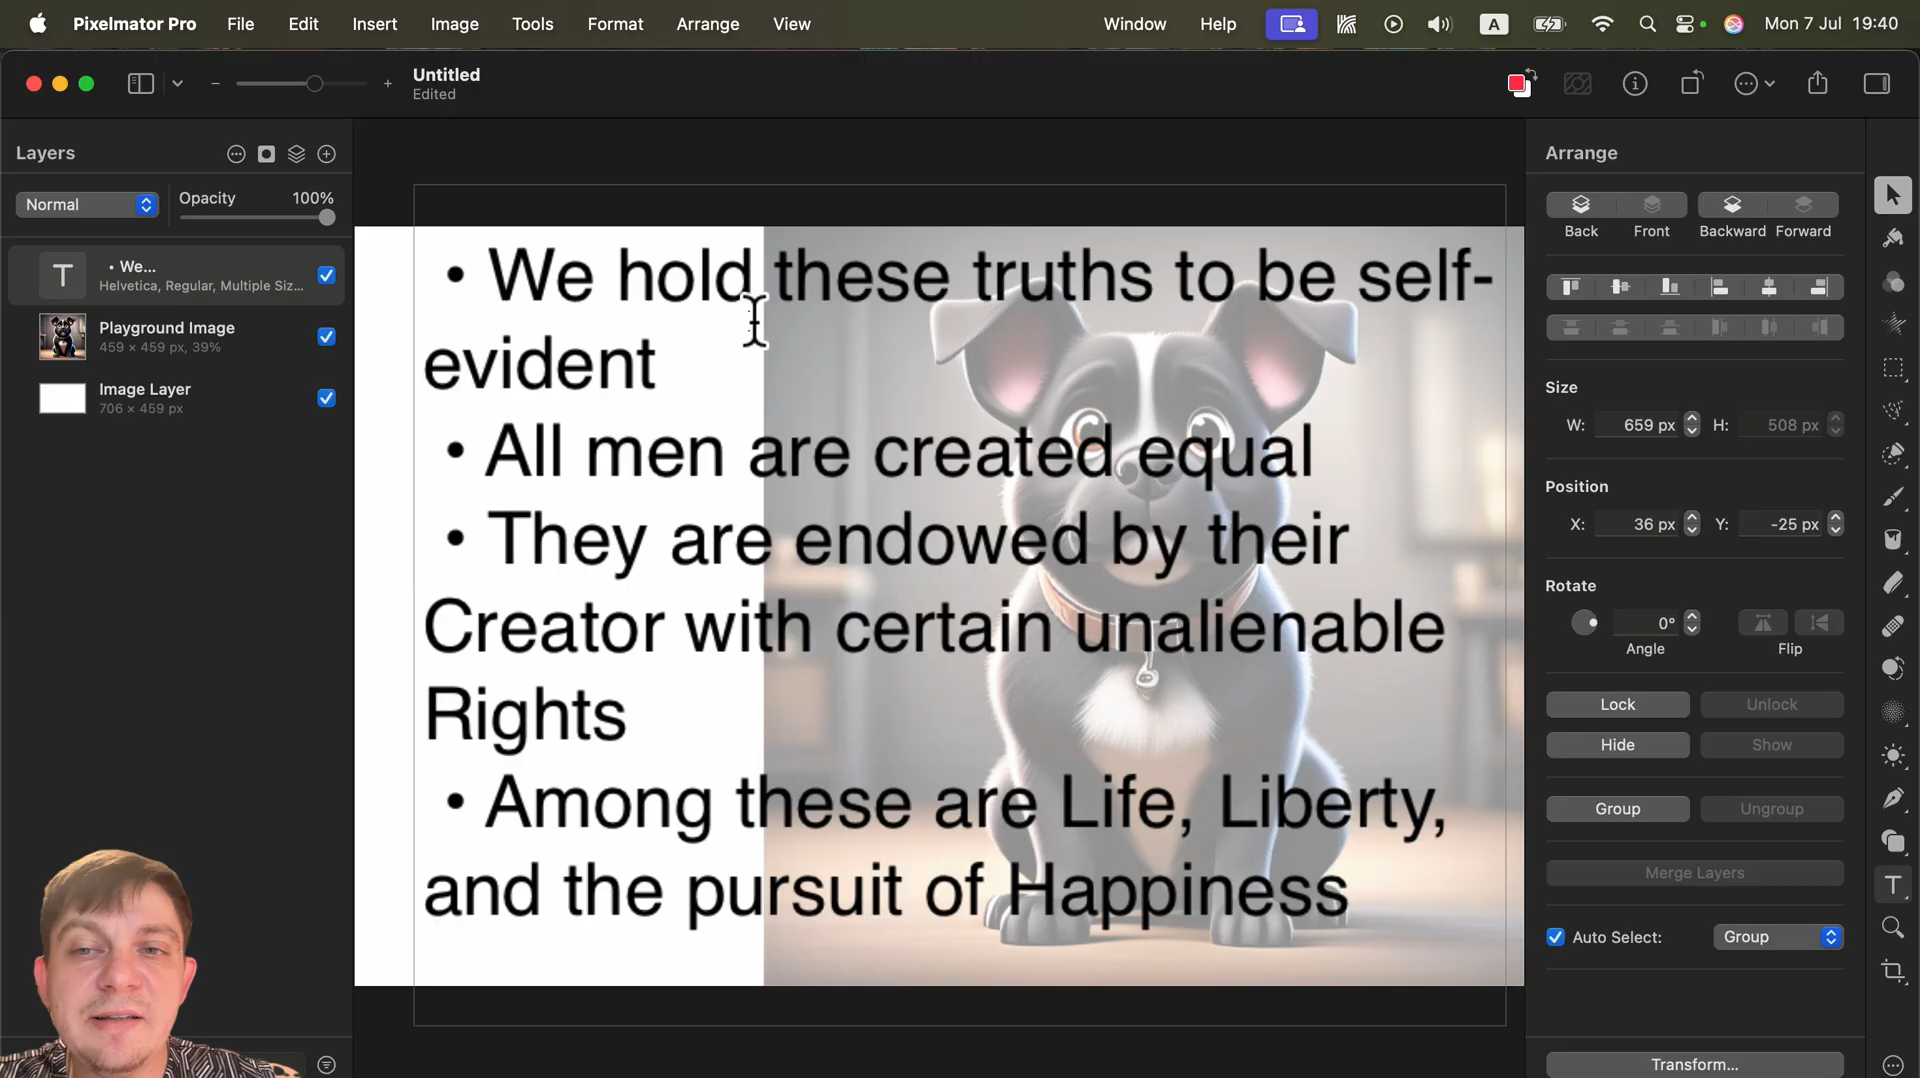 Pixelmator Pro File Edit Insert Image Tools Format Arrange View Window Help A Mon 7 Jul 19:40
Untitled
Edited
Layers
Normal Opacity 100%
T • We...
Helvetica, Regular, Multiple Siz...
Playground Image
459 × 459 px, 39%
Image Layer
706 × 459 px
• We hold these truths to be self-
evident
• All men are created equal
• They are endowed by their
Creator with certain unalienable
Rights
• Among these are Life, Liberty,
and the pursuit of Happiness
Arrange
Back Front Backward Forward
Size
W: 659 px H: 508 px
Position
X: 36 px Y: -25 px
Rotate
0°
Angle Flip
Lock Unlock
Hide Show
Group Ungroup
Merge Layers
Auto Select: Group
Transform...
T